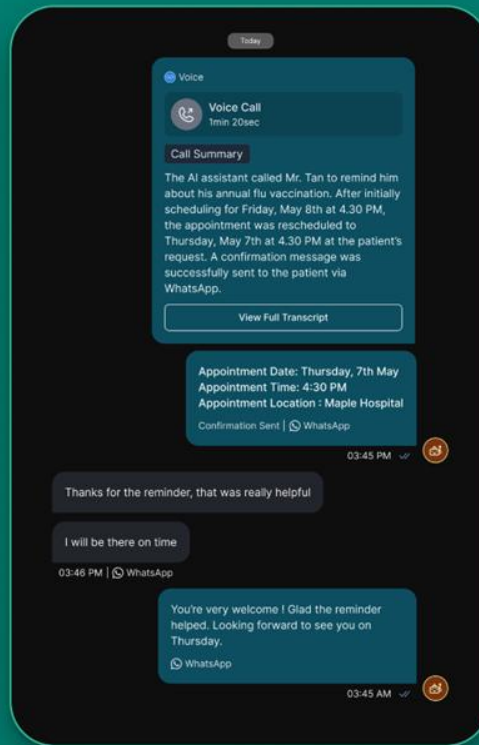 Today
Voice
Voice Call
1min 20sec
Call Summary
The AI assistant called Mr. Tan to remind him
about his annual flu vaccination. After initially
scheduling for Friday, May 8th at 4.30 PM,
the appointment was rescheduled to
Thursday, May 7th at 4.30 PM at the patient's
request. A confirmation message was
successfully sent to the patient via
WhatsApp.
View Full Transcript
Appointment Date: Thursday, 7th May
Appointment Time: 4:30 PM
Appointment Location : Maple Hospital
Confirmation Sent | WhatsApp
03:45 PM
Thanks for the reminder, that was really helpful
I will be there on time
03:46 PM | WhatsApp
You're very welcome ! Glad the reminder
helped. Looking forward to see you on
Thursday.
WhatsApp
03:45 AM